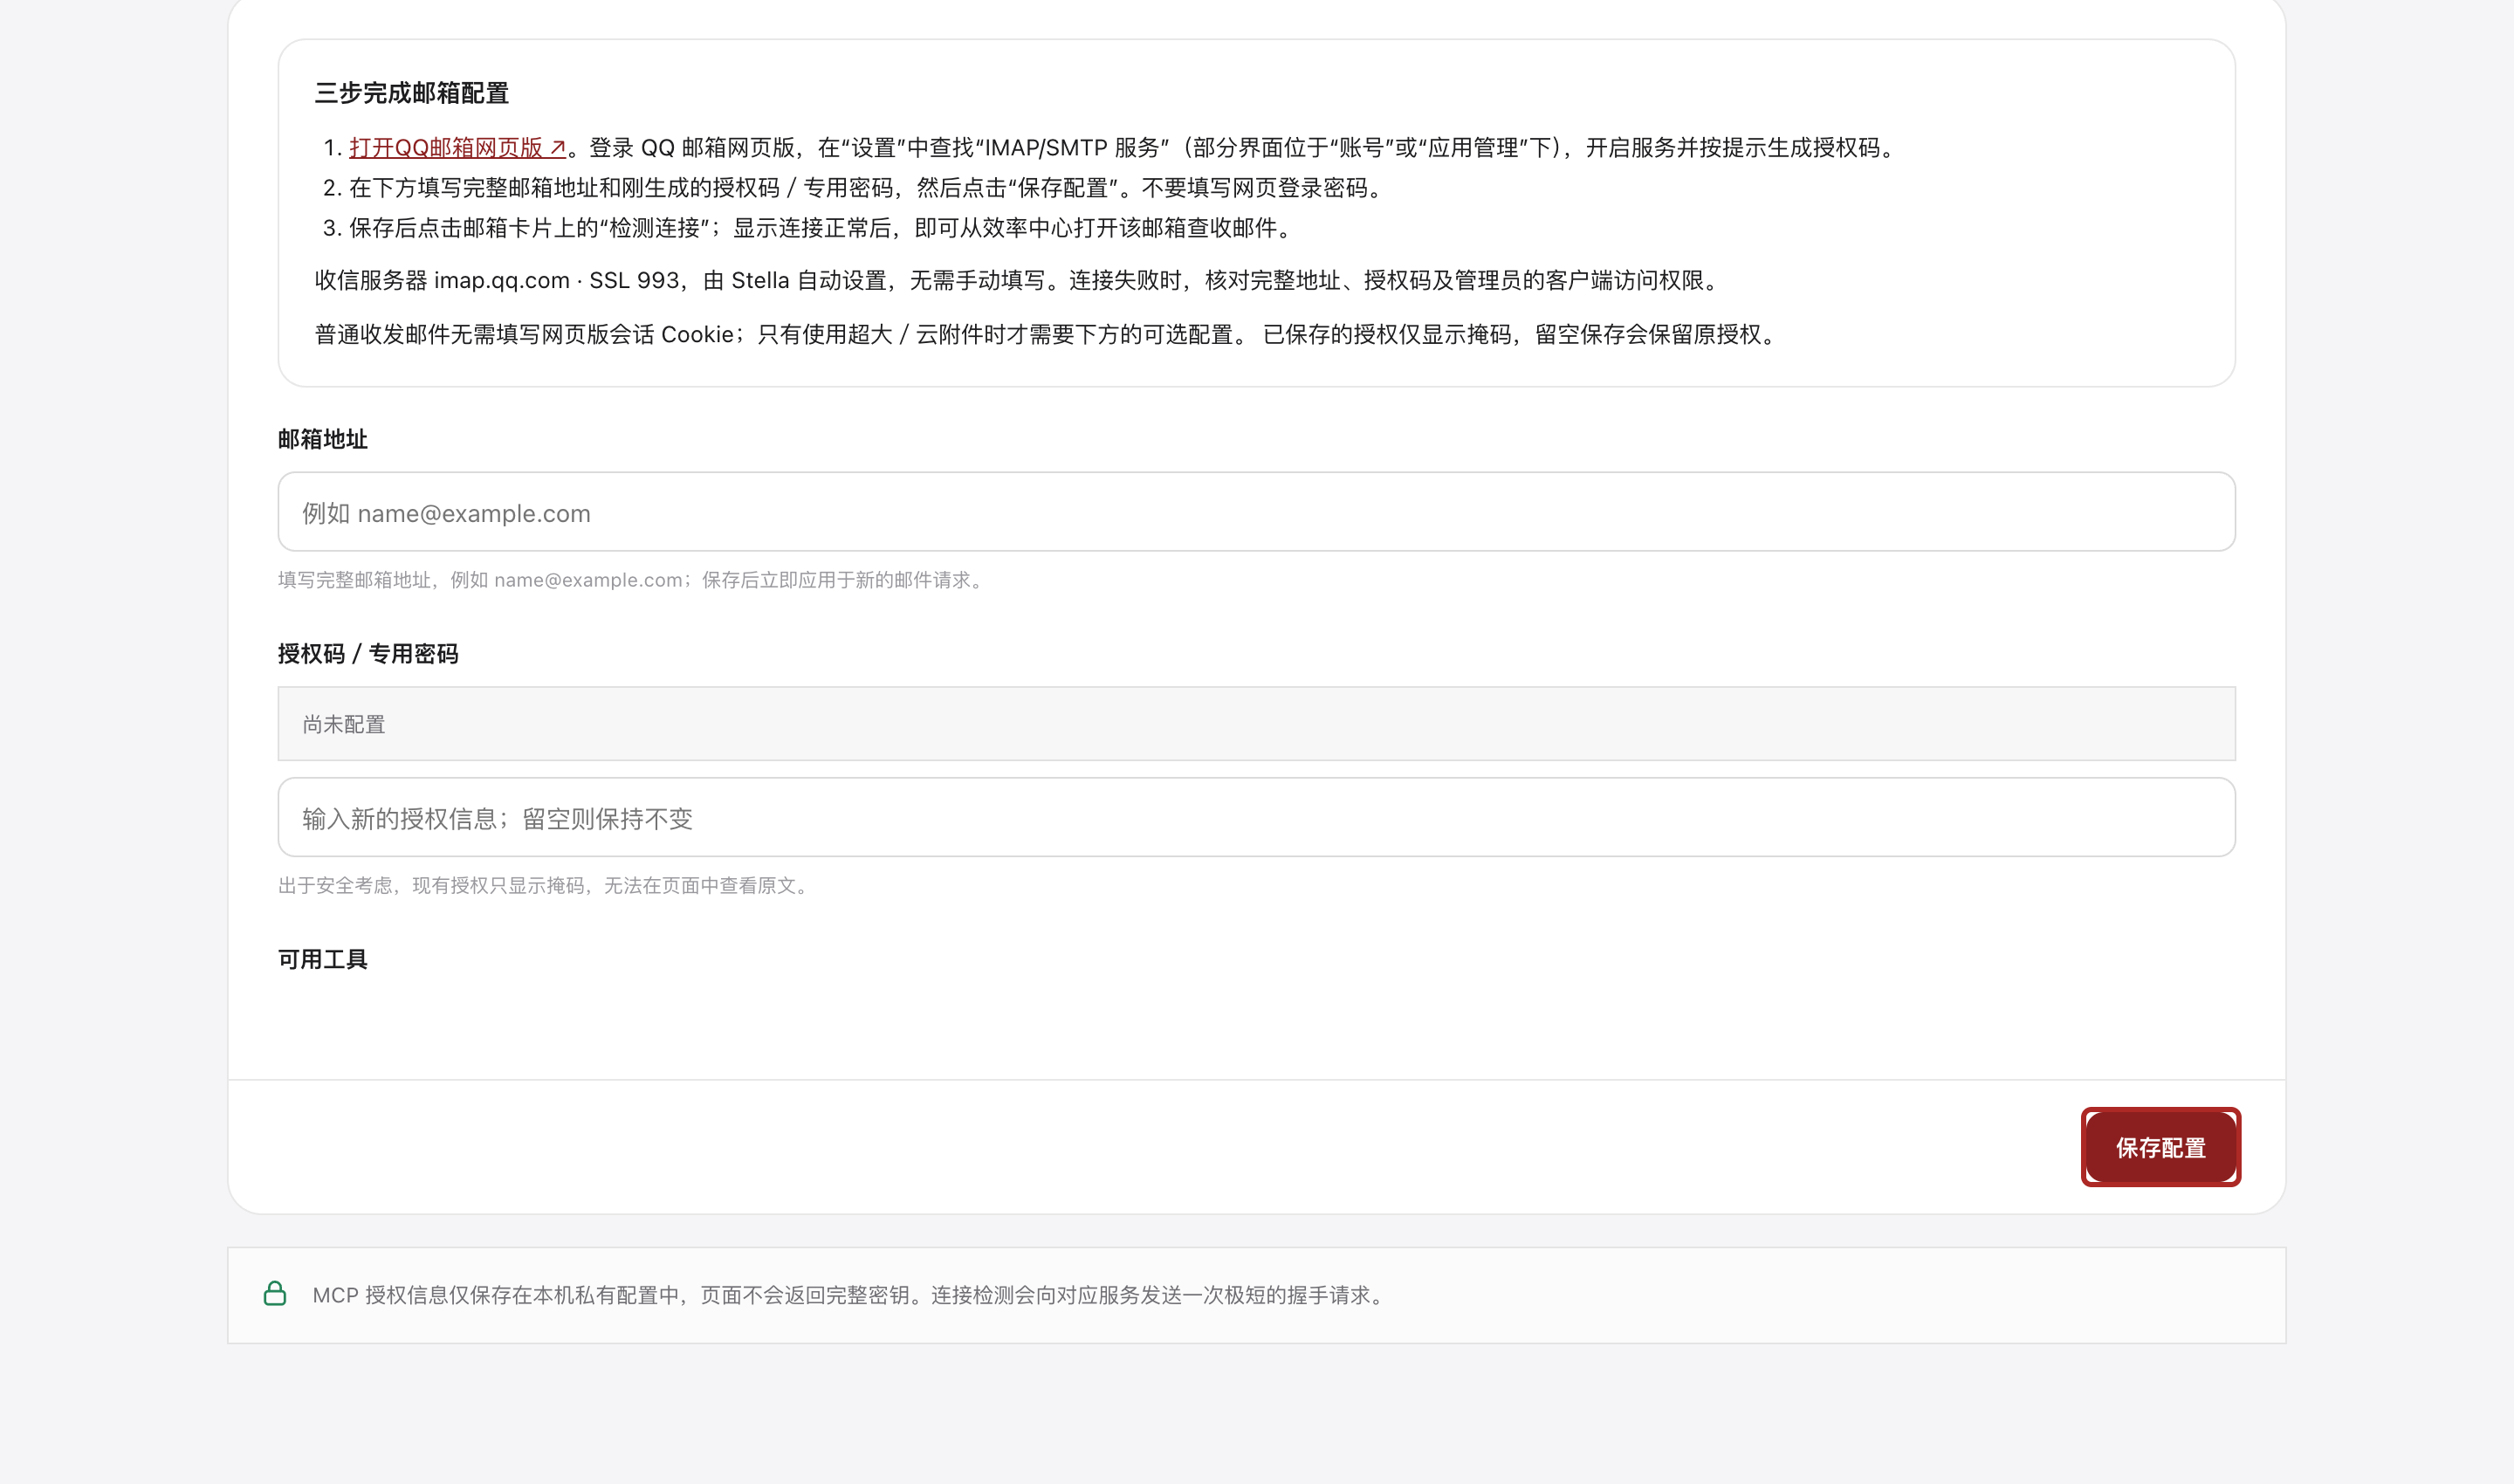 三步完成邮箱配置
1. 打开QQ邮箱网页版 ↗。登录 QQ 邮箱网页版，在“设置”中查找“IMAP/SMTP 服务”（部分界面位于“账号”或“应用管理”下），开启服务并按提示生成授权码。
2. 在下方填写完整邮箱地址和刚生成的授权码 / 专用密码，然后点击“保存配置”。不要填写网页登录密码。
3. 保存后点击邮箱卡片上的“检测连接”；显示连接正常后，即可从效率中心打开该邮箱查收邮件。
收信服务器 imap.qq.com · SSL 993，由 Stella 自动设置，无需手动填写。连接失败时，核对完整地址、授权码及管理员的客户端访问权限。
普通收发邮件无需填写网页版会话 Cookie；只有使用超大 / 云附件时才需要下方的可选配置。 已保存的授权仅显示掩码，留空保存会保留原授权。
邮箱地址
例如 name@example.com
填写完整邮箱地址，例如 name@example.com；保存后立即应用于新的邮件请求。
授权码 / 专用密码
尚未配置
输入新的授权信息；留空则保持不变
出于安全考虑，现有授权只显示掩码，无法在页面中查看原文。
可用工具
保存配置
MCP 授权信息仅保存在本机私有配置中，页面不会返回完整密钥。连接检测会向对应服务发送一次极短的握手请求。